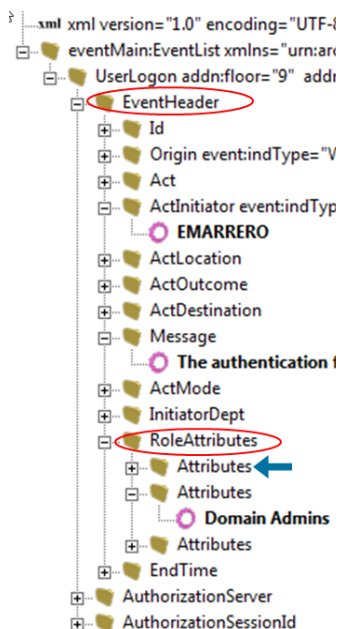 xml version="1.0" encoding="UTF-8
eventMain:EventList xmlns="urn:ar
UserLogon addn:floor="9" addr
EventHeader
Id
Origin event:indType="V
Act
ActInitiator event:indTyp
EMARRERO
ActLocation
ActOutcome
ActDestination
Message
The authentication f
ActMode
InitiatorDept
RoleAttributes
Attributes
Attributes
Domain Admins
Attributes
EndTime
AuthorizationServer
AuthorizationSessionId